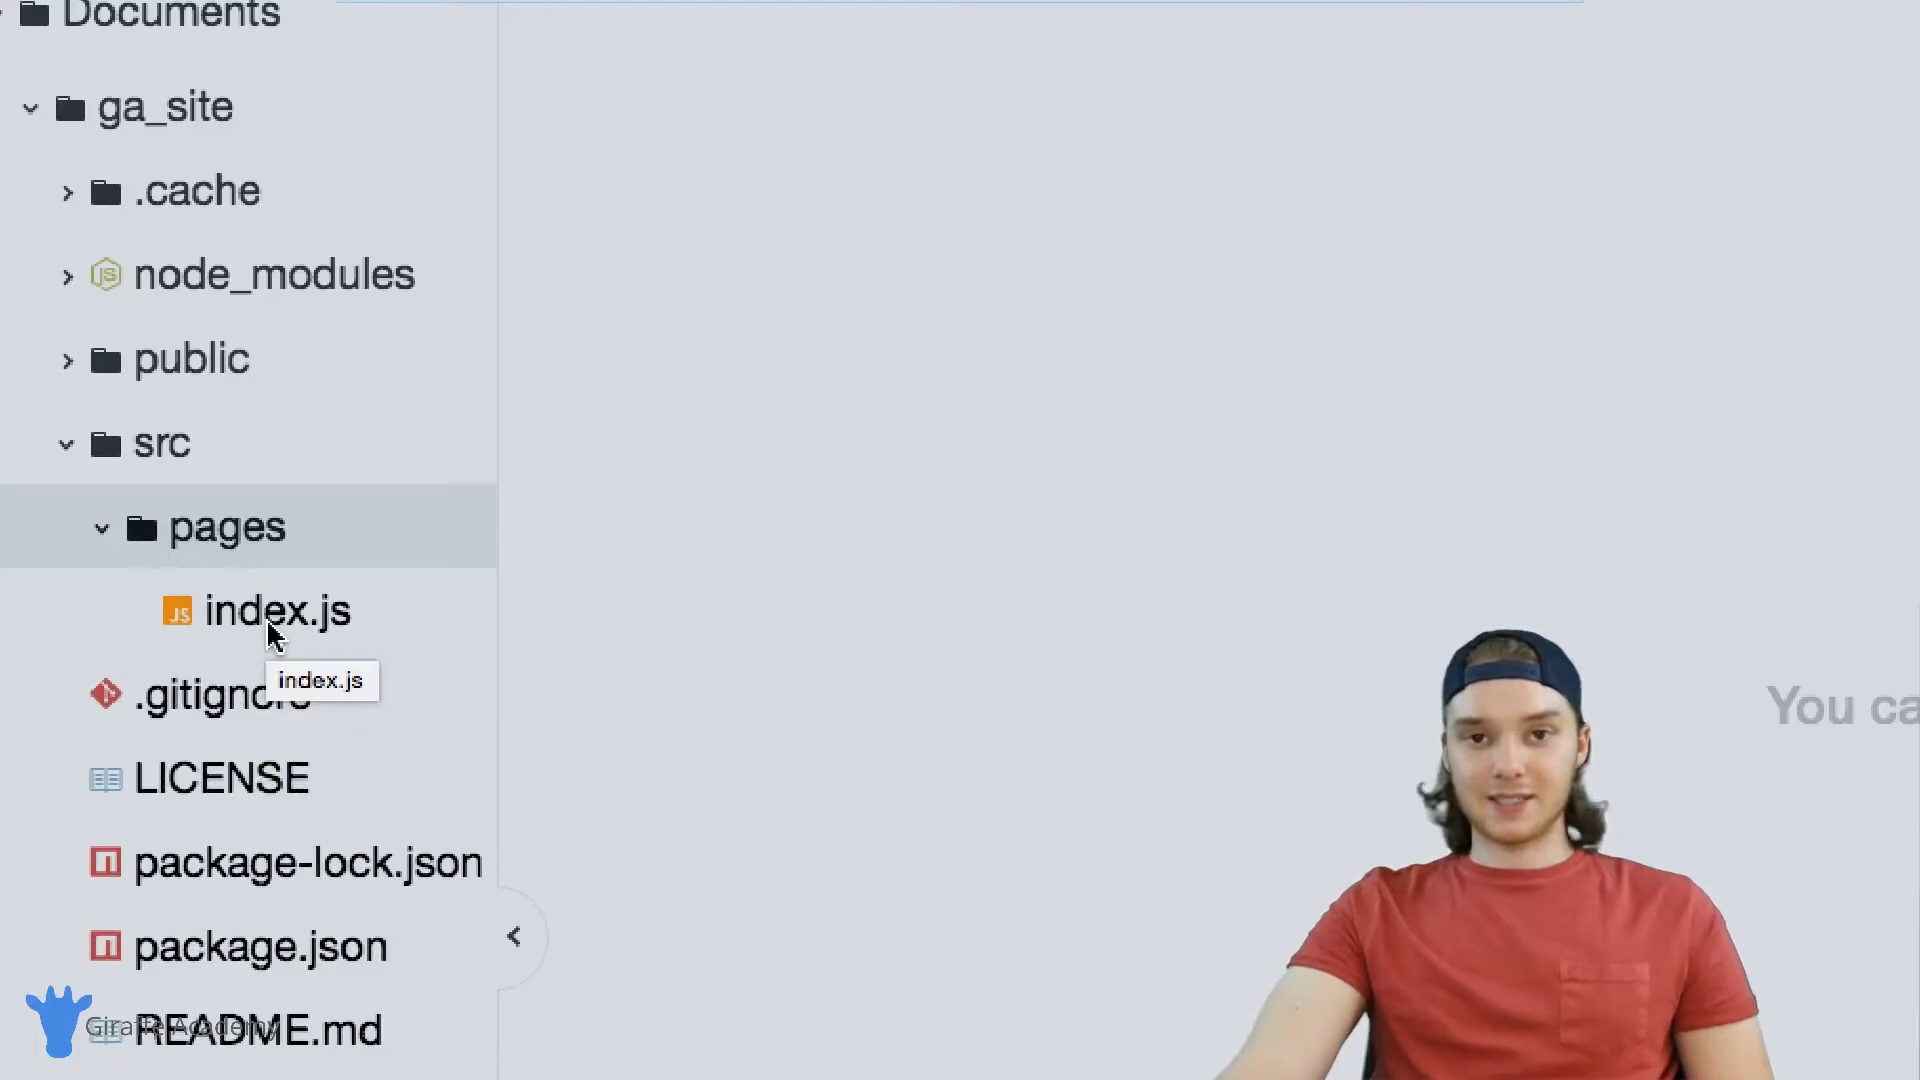 Documents
ga_site
.cache
node_modules
public
src
pages
index.js
index.js
.gitignore
LICENSE
You ca
package-lock.json
package.json
README.md
Giraffe Academy